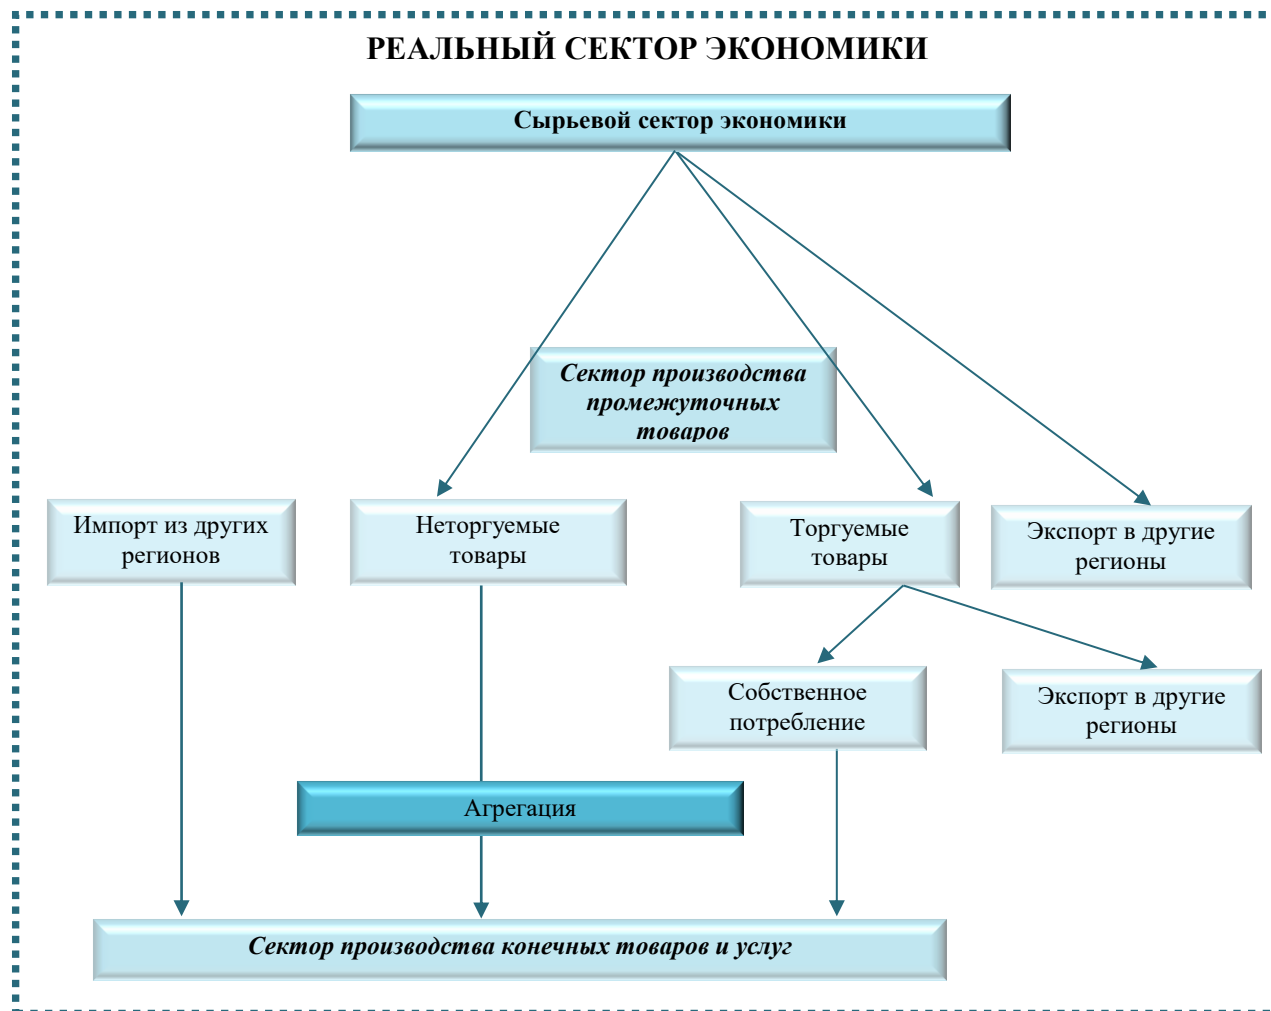 РЕАЛЬНЫЙ СЕКТОР ЭКОНОМИКИ
Сырьевой сектор экономики
Сектор производства
промежуточных
товаров
Импорт из других
регионов
Неторгуемые
товары
Торгуемые
товары
Экспорт в другие
регионы
Собственное
потребление
Экспорт в другие
регионы
Агрегация
Сектор производства конечных товаров и услуг